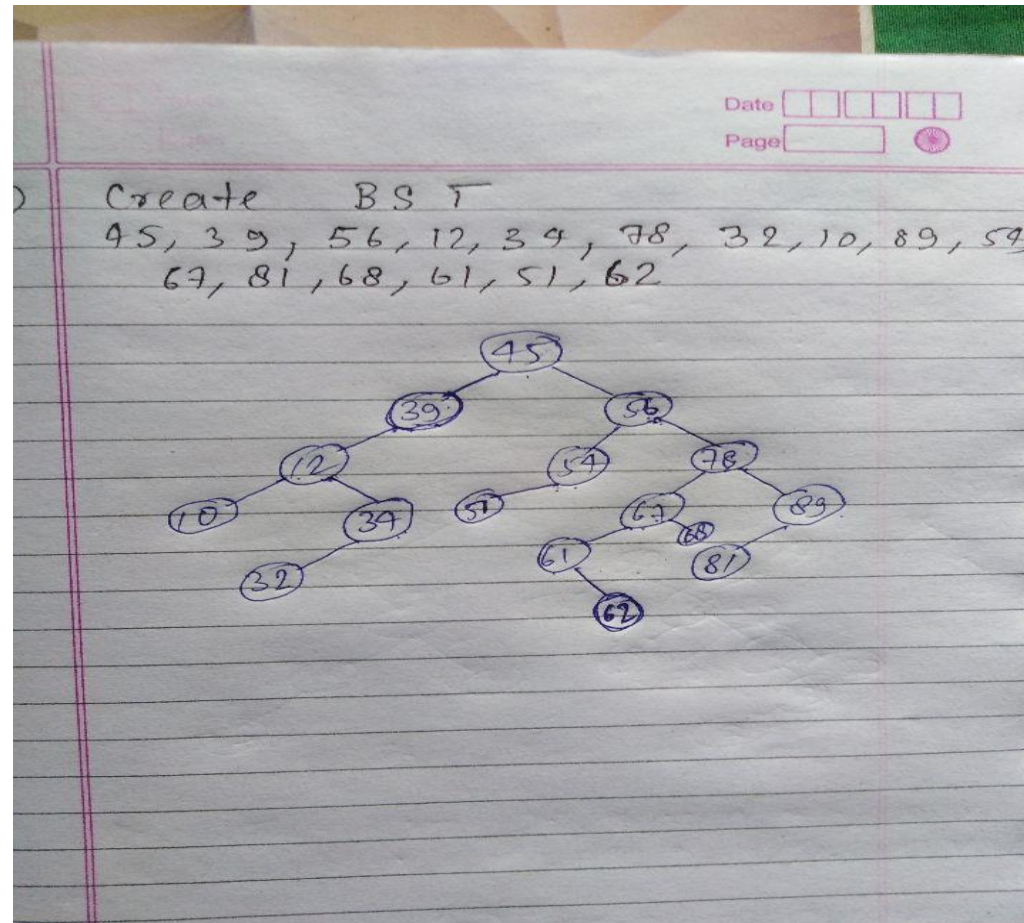 Date
Page
Create BST
45, 39, 56, 12, 34, 78, 32, 10, 89, 54
67, 81, 68, 61, 51, 62
45
39 56
12 54 78
10 34 51 67 89
68
32 61 81
62